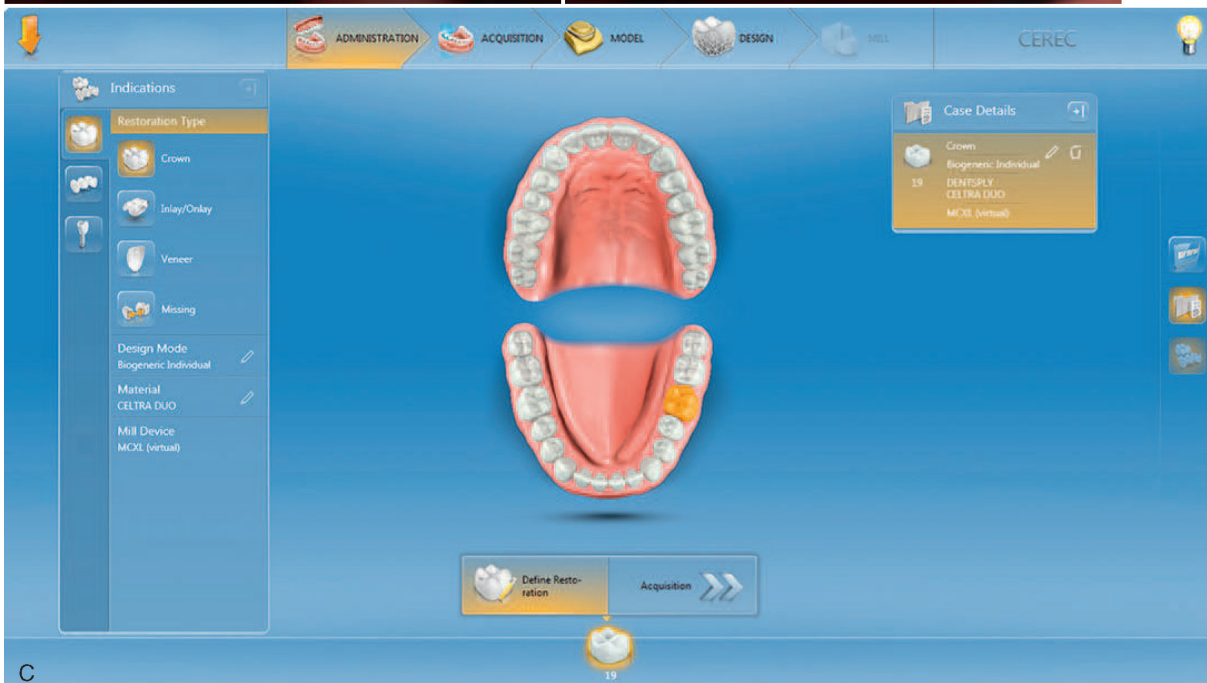 ADMINISTRATION
ACQUISITION
MODEL
DESIGN
MILL
CEREC
Indications
Restoration Type
Crown
Inlay/Onlay
Veneer
Missing
Design Mode
Biogeneric Individual
Material
CELTRA DUO
Mill Device
MCXL (virtual)
Case Details
Crown
Biogeneric Individual
19
DENTSPLY
CELTRA DUO
MCXL (virtual)
Define Resto-
ration
Acquisition
19
C